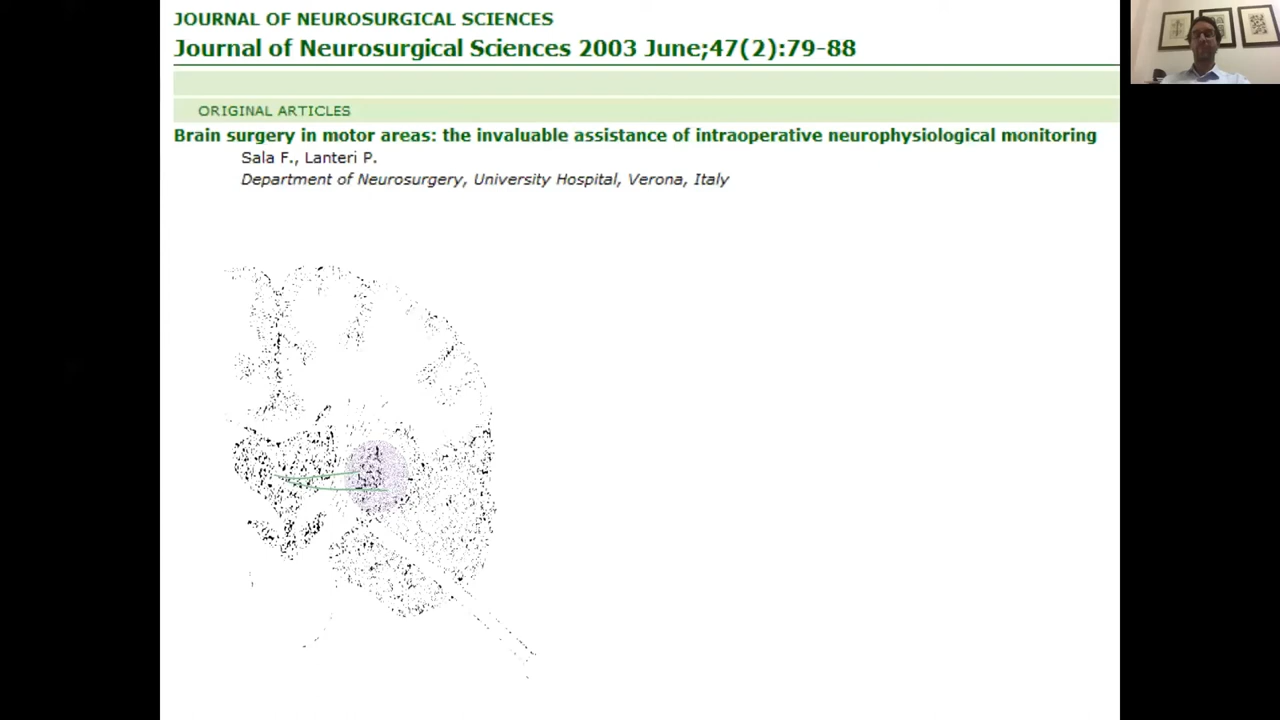 JOURNAL OF NEUROSURGICAL SCIENCES
Journal of Neurosurgical Sciences 2003 June;47(2):79-88
ORIGINAL ARTICLES
Brain surgery in motor areas: the invaluable assistance of intraoperative neurophysiological monitoring
Sala F., Lanteri P.
Department of Neurosurgery, University Hospital, Verona, Italy